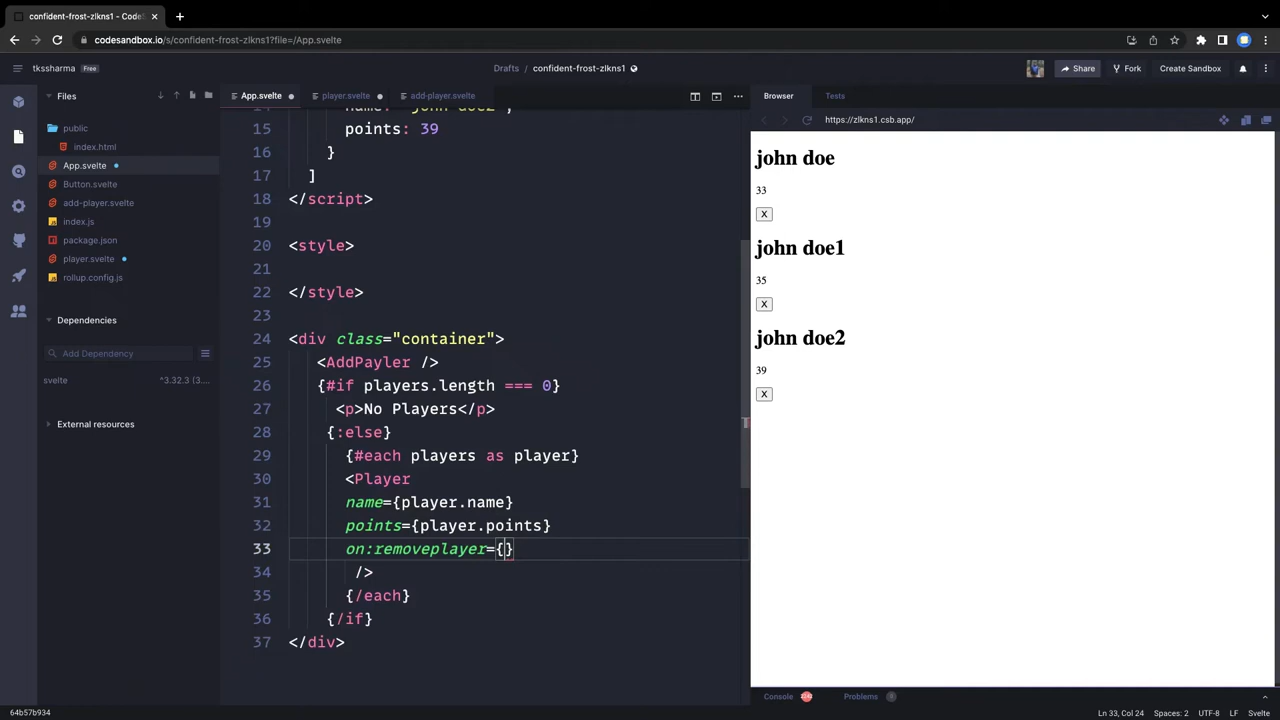 confident-frost-zlkns1 - CodeS
codesandbox.io/s/confident-frost-zlkns1?file=/App.svelte
tkssharma Free
Drafts / confident-frost-zlkns1
Share
Fork
Create Sandbox
Files
App.svelte
player.svelte
add-player.svelte
Browser
Tests
https://zlkns1.csb.app/
public
index.html
App.svelte
Button.svelte
add-player.svelte
index.js
package.json
player.svelte
rollup.config.js
Dependencies
Add Dependency
svelte ^3.32.3 (3....
External resources
14 name: "john doe2",
15 points: 39
16 }
17 ]
18 </script>
19
20 <style>
21
22 </style>
23
24 <div class="container">
25 <AddPayler />
26 {#if players.length === 0}
27 <p>No Players</p>
28 {:else}
29 {#each players as player}
30 <Player
31 name={player.name}
32 points={player.points}
33 on:removeplayer={}
34 />
35 {/each}
36 {/if}
37 </div>
john doe
33
X
john doe1
35
X
john doe2
39
X
Console
Problems 0
64b57b934
Ln 33, Col 24
Spaces: 2
UTF-8
LF
Svelte